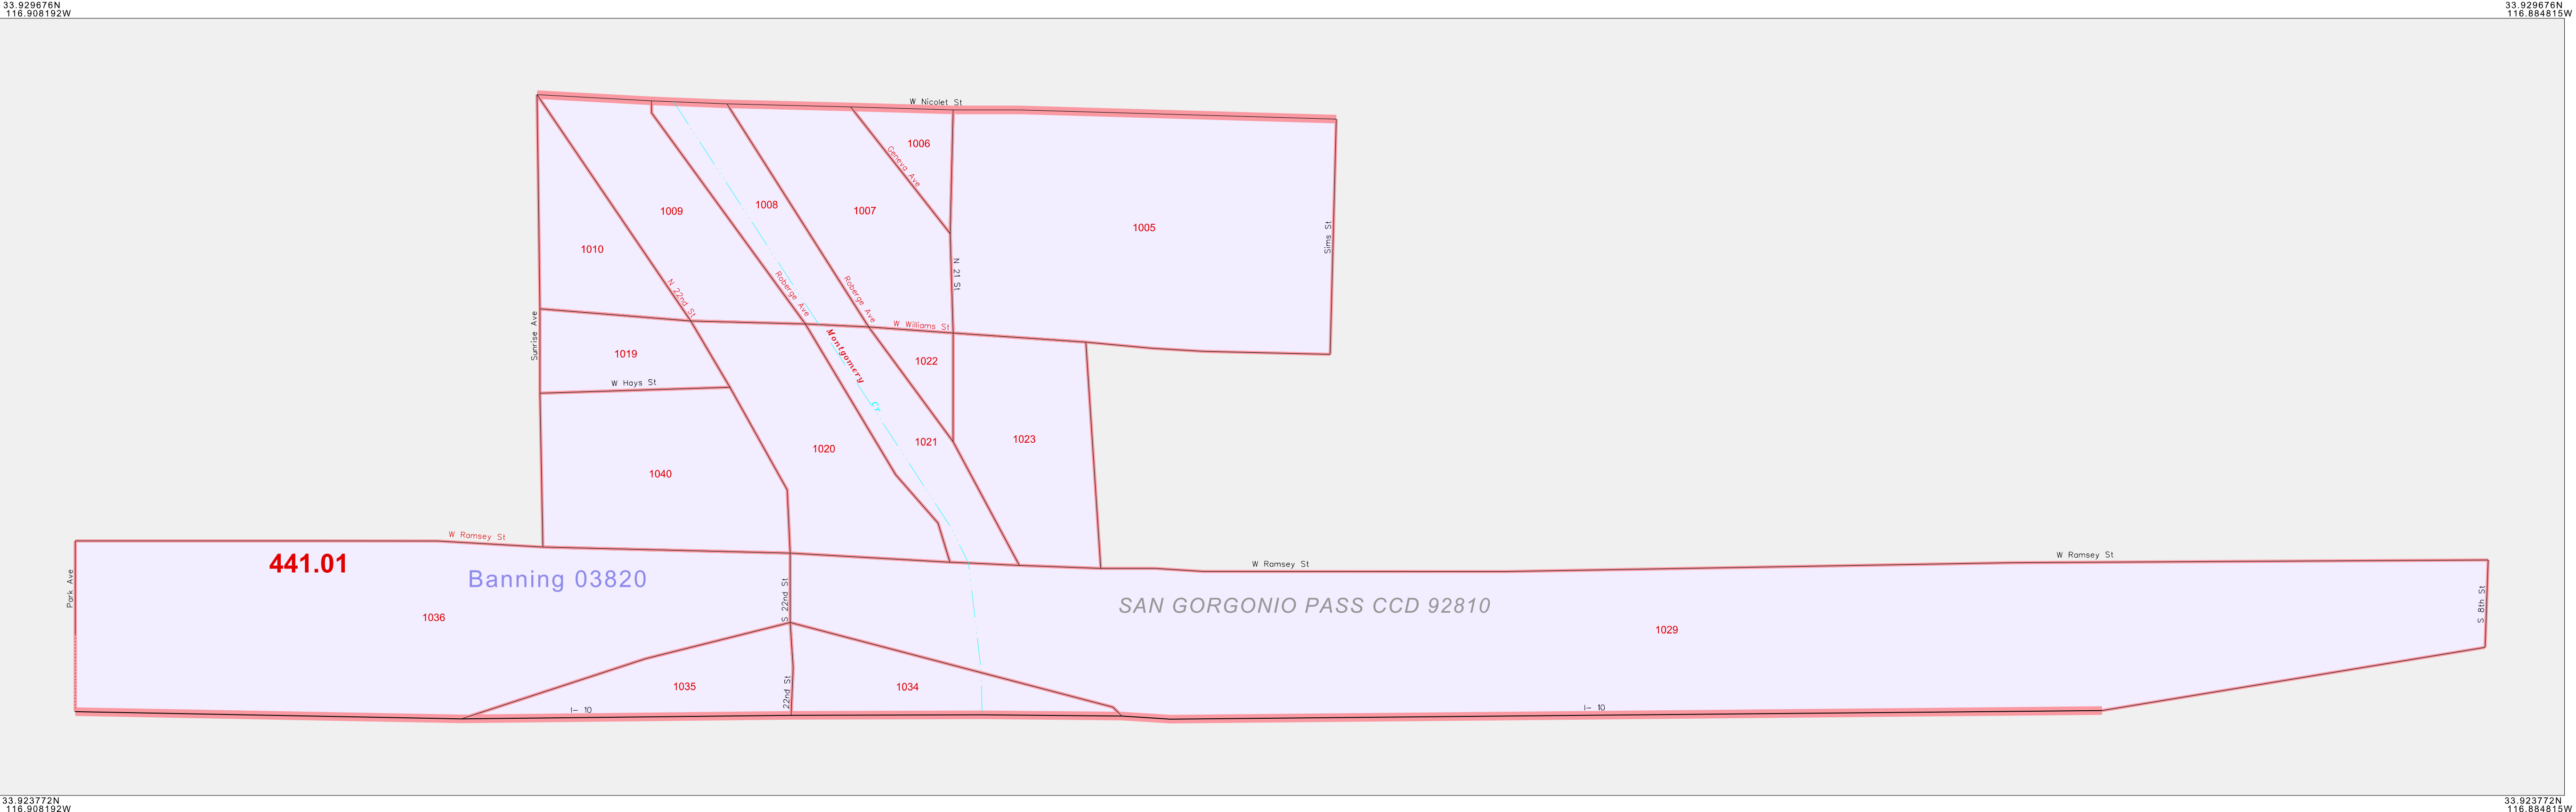 33.929676N
116.908192W
33.929676N
116.884815W
W Nicolet St
1006
Geneva Ave
1009
1008
1007
1005
Sims St
1010
N 21 St
N 22nd St
Roberge Ave
Roberge Ave
W Williams St
Sunrise Ave
Montgomery Cr
1019
1022
W Hays St
1023
1021
1020
1040
W Ramsey St
441.01
Banning 03820
W Ramsey St
W Ramsey St
Park Ave
S 22nd St
SAN GORGONIO PASS CCD 92810
S 8th St
1036
1029
1035
1034
22nd St
I- 10
I- 10
33.923772N
116.908192W
33.923772N
116.884815W